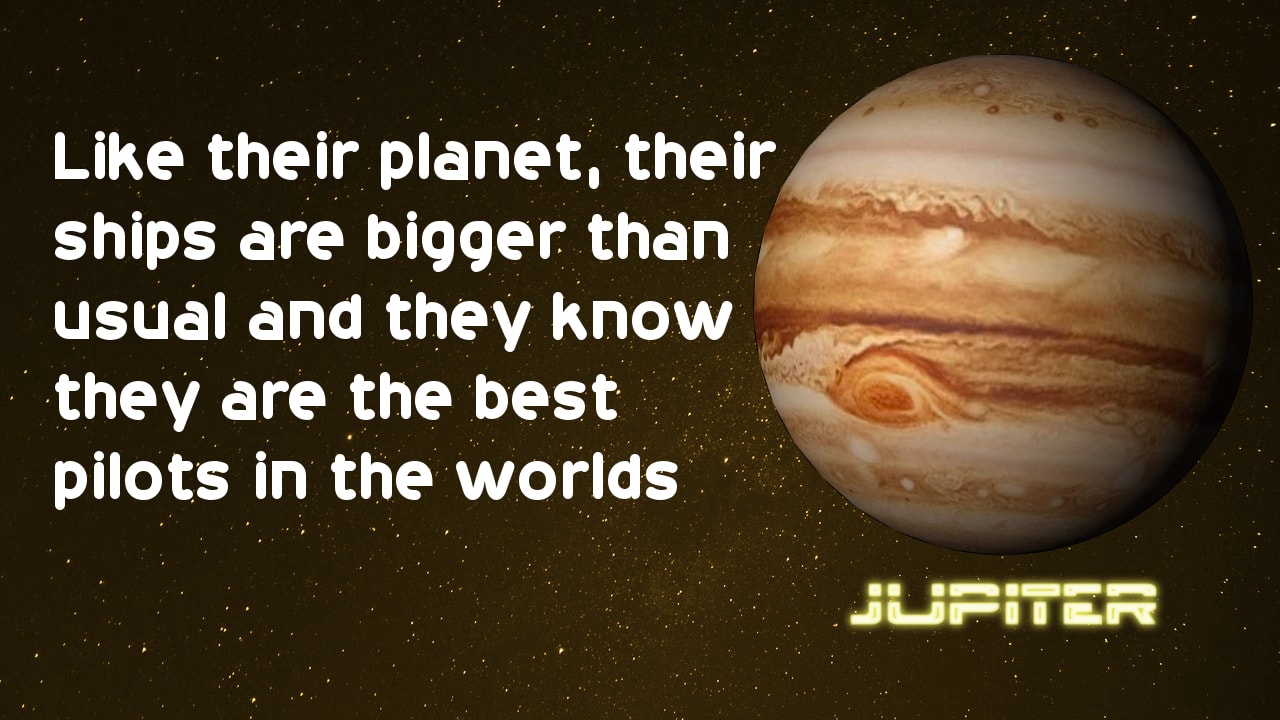 Like their planet, their
ships are bigger than
usual and they know
they are the best
pilots in the worlds
JUPITER